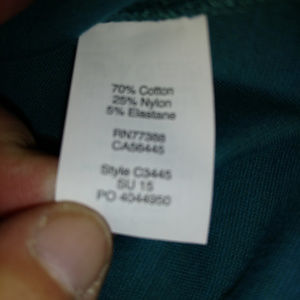 70% Cotton
25% Nylon
5% Elastane
RN77388
CA56445
Style C3445
SU 15
PO 4044950